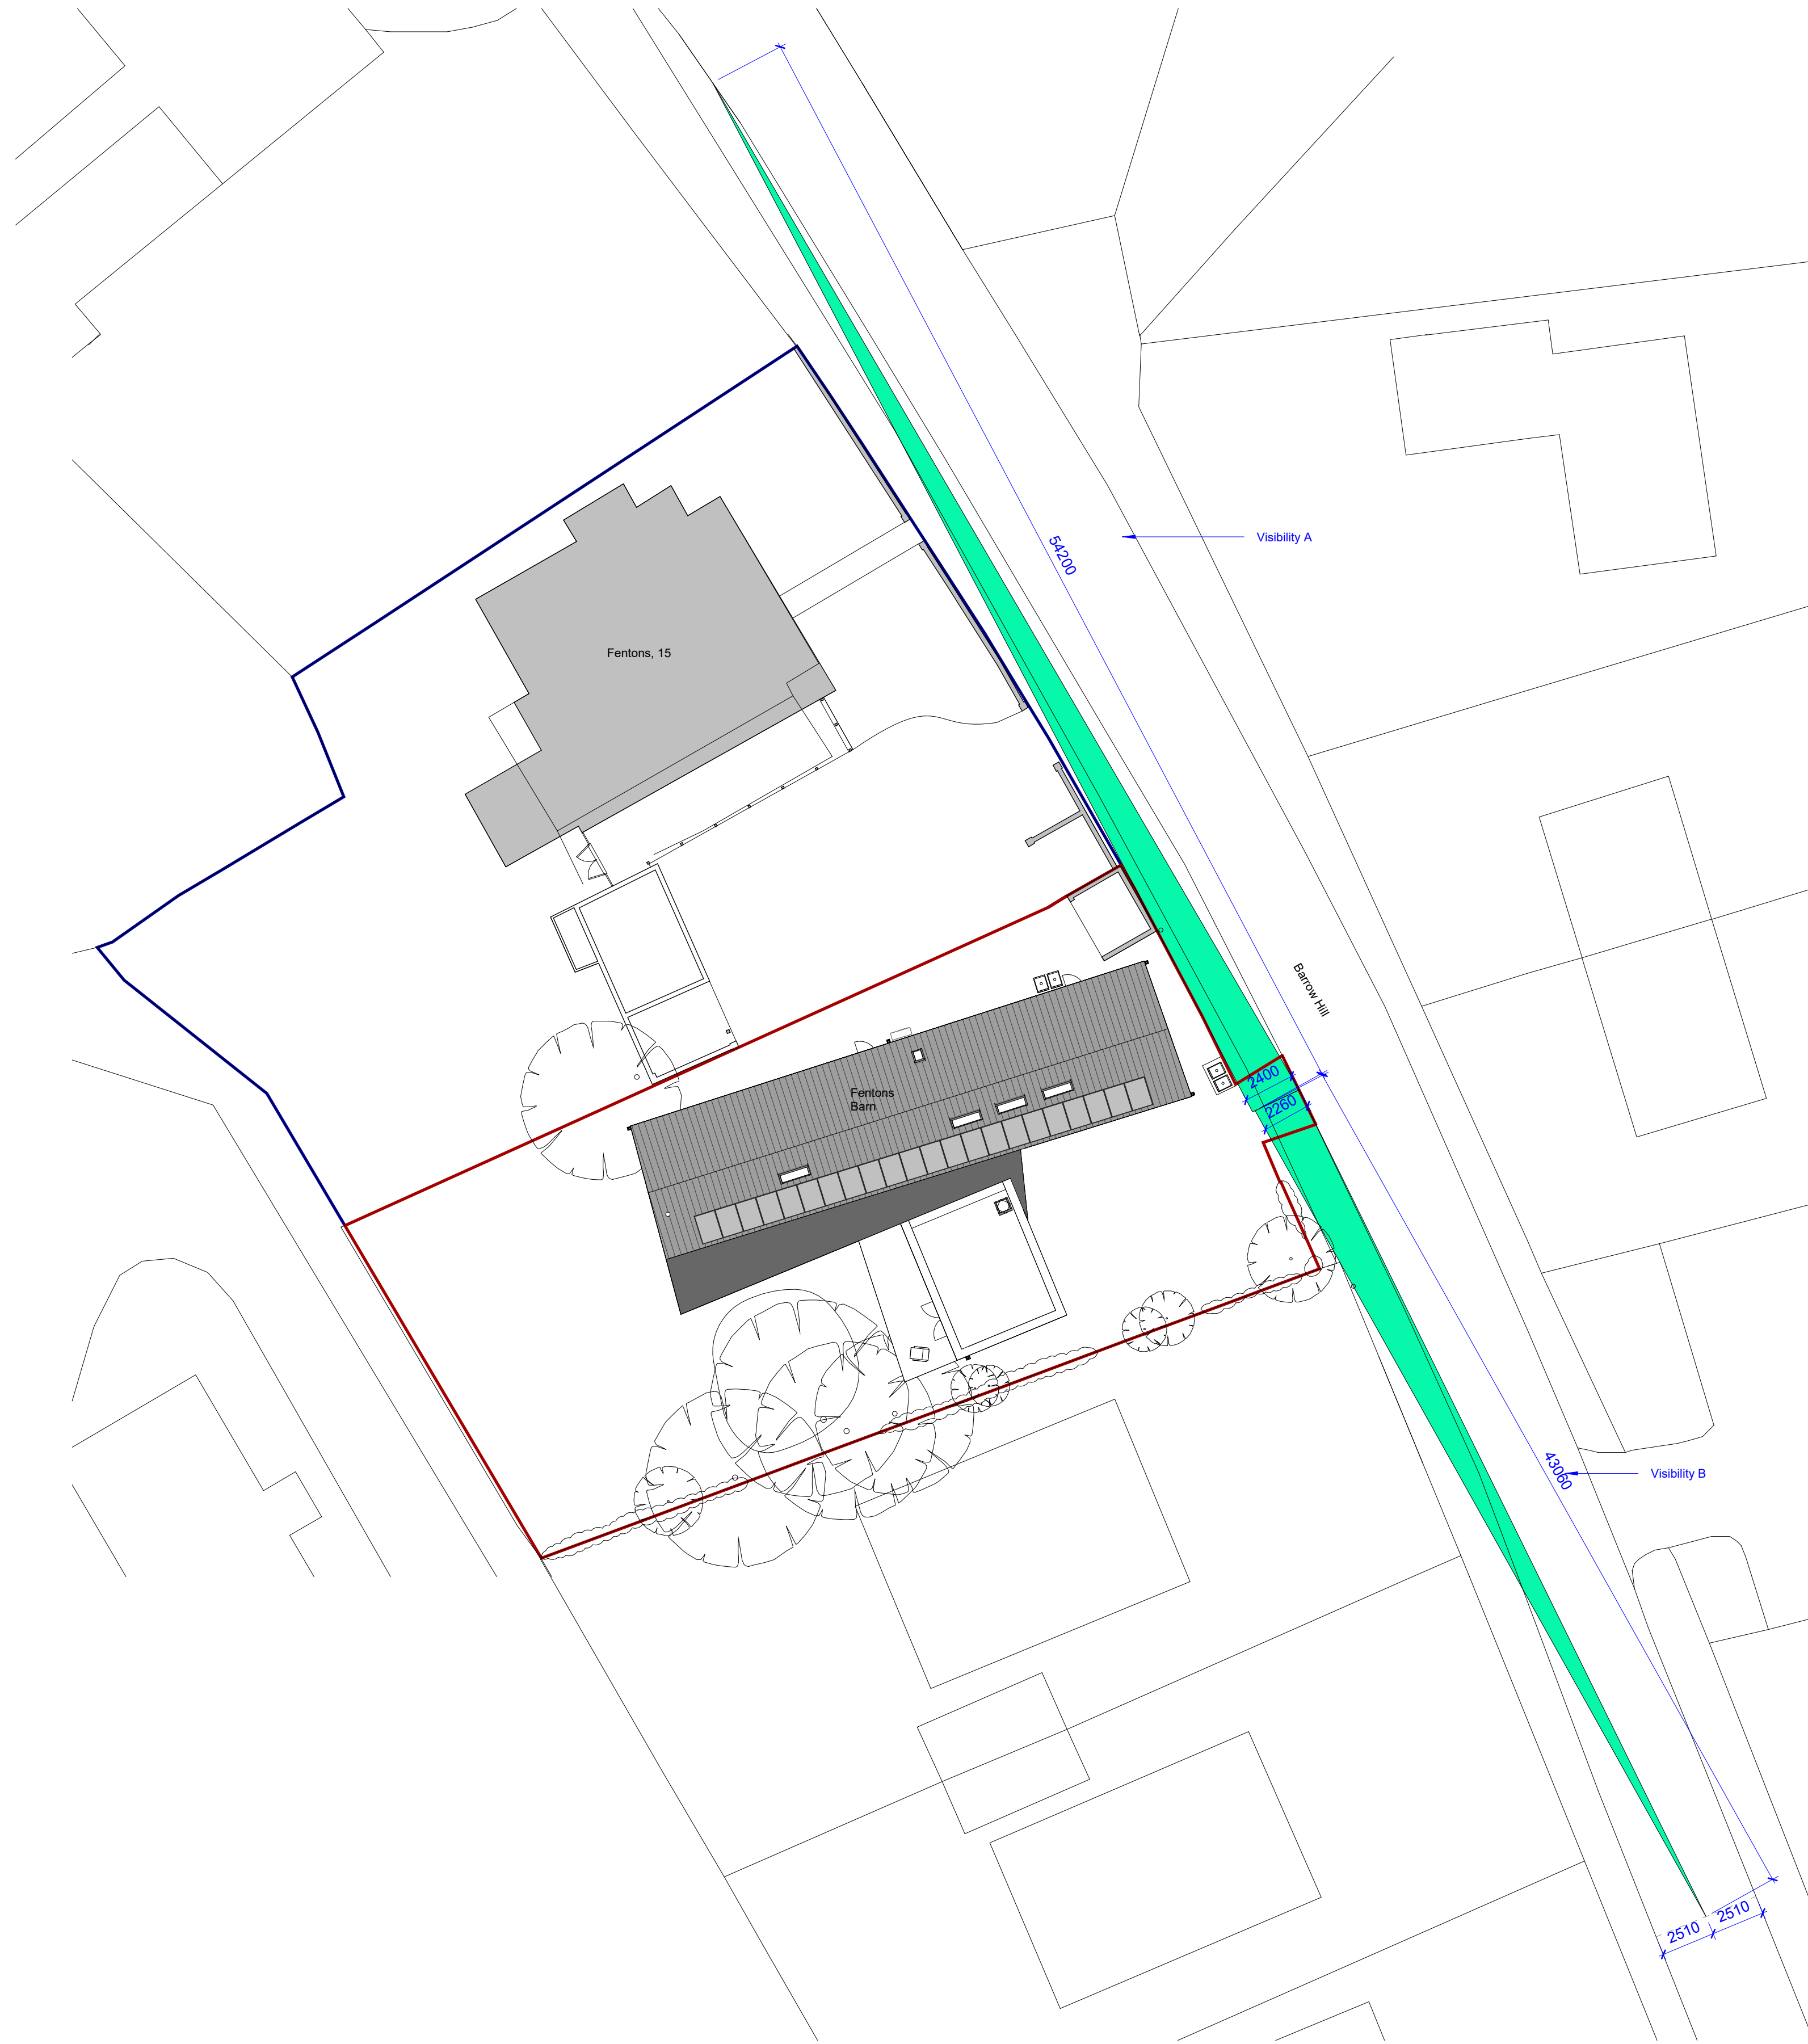 54200
Visibility A
Fentons, 15
Barrow Hill
2400
Fentons
Barn
2260
43060
Visibility B
2510
2510